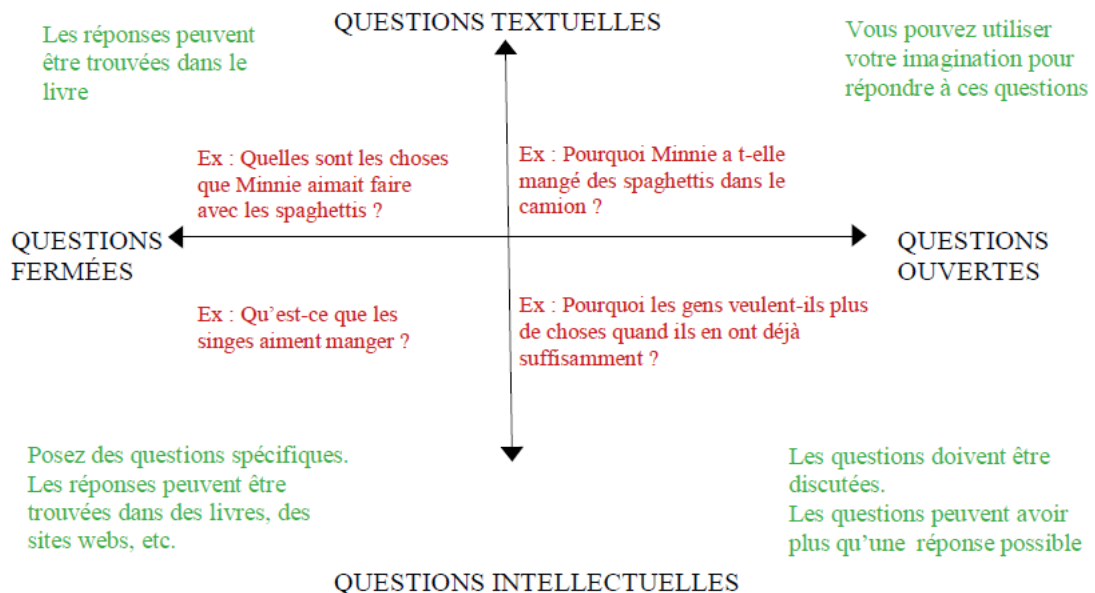 QUESTIONS TEXTUELLES
Les réponses peuvent
être trouvées dans le
livre
Vous pouvez utiliser
votre imagination pour
répondre à ces questions
Ex : Quelles sont les choses
que Minnie aimait faire
avec les spaghettis ?
Ex : Pourquoi Minnie a t-elle
mangé des spaghettis dans le
camion ?
QUESTIONS
FERMÉES
QUESTIONS
OUVERTES
Ex : Qu'est-ce que les
singes aiment manger ?
Ex : Pourquoi les gens veulent-ils plus
de choses quand ils en ont déjà
suffisamment ?
Posez des questions spécifiques.
Les réponses peuvent être
trouvées dans des livres, des
sites webs, etc.
Les questions doivent être
discutées.
Les questions peuvent avoir
plus qu'une réponse possible
QUESTIONS INTELLECTUELLES